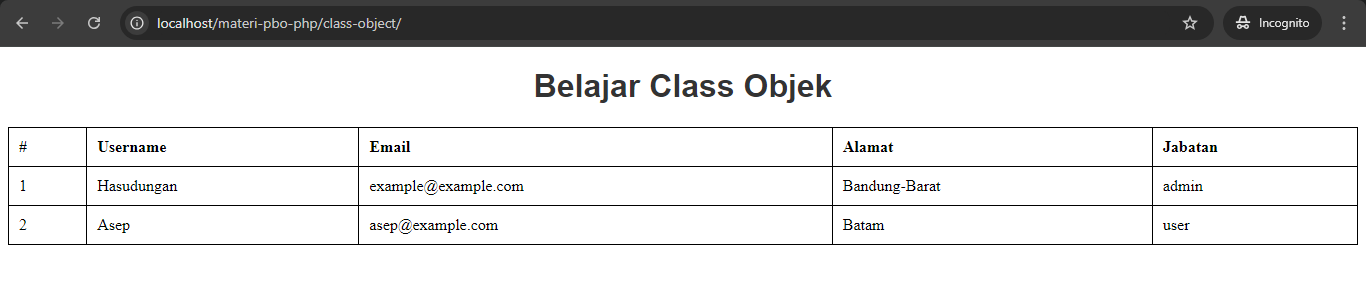 localhost/materi-pbo-php/class-object/
Incognito
Belajar Class Objek
# Username Email Alamat Jabatan
1 Hasudungan example@example.com Bandung-Barat admin
2 Asep asep@example.com Batam user